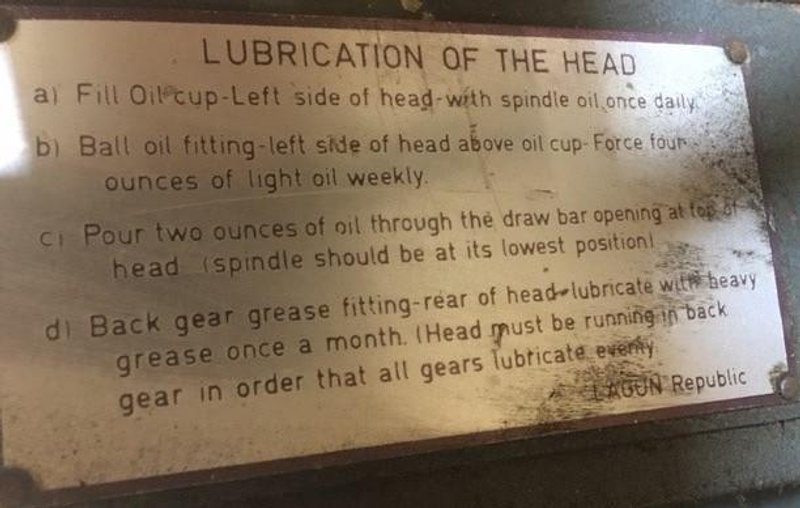 LUBRICATION OF THE HEAD
a) Fill Oil cup-Left side of head-with spindle oil, once daily.
b) Ball oil fitting-left side of head above oil cup-Force four
ounces of light oil weekly.
c) Pour two ounces of oil through the draw bar opening at top of
head (spindle should be at its lowest position)
d) Back gear grease fitting-rear of head-lubricate with heavy
grease once a month. (Head must be running in back
gear in order that all gears lubricate evenly
LAGUN Republic